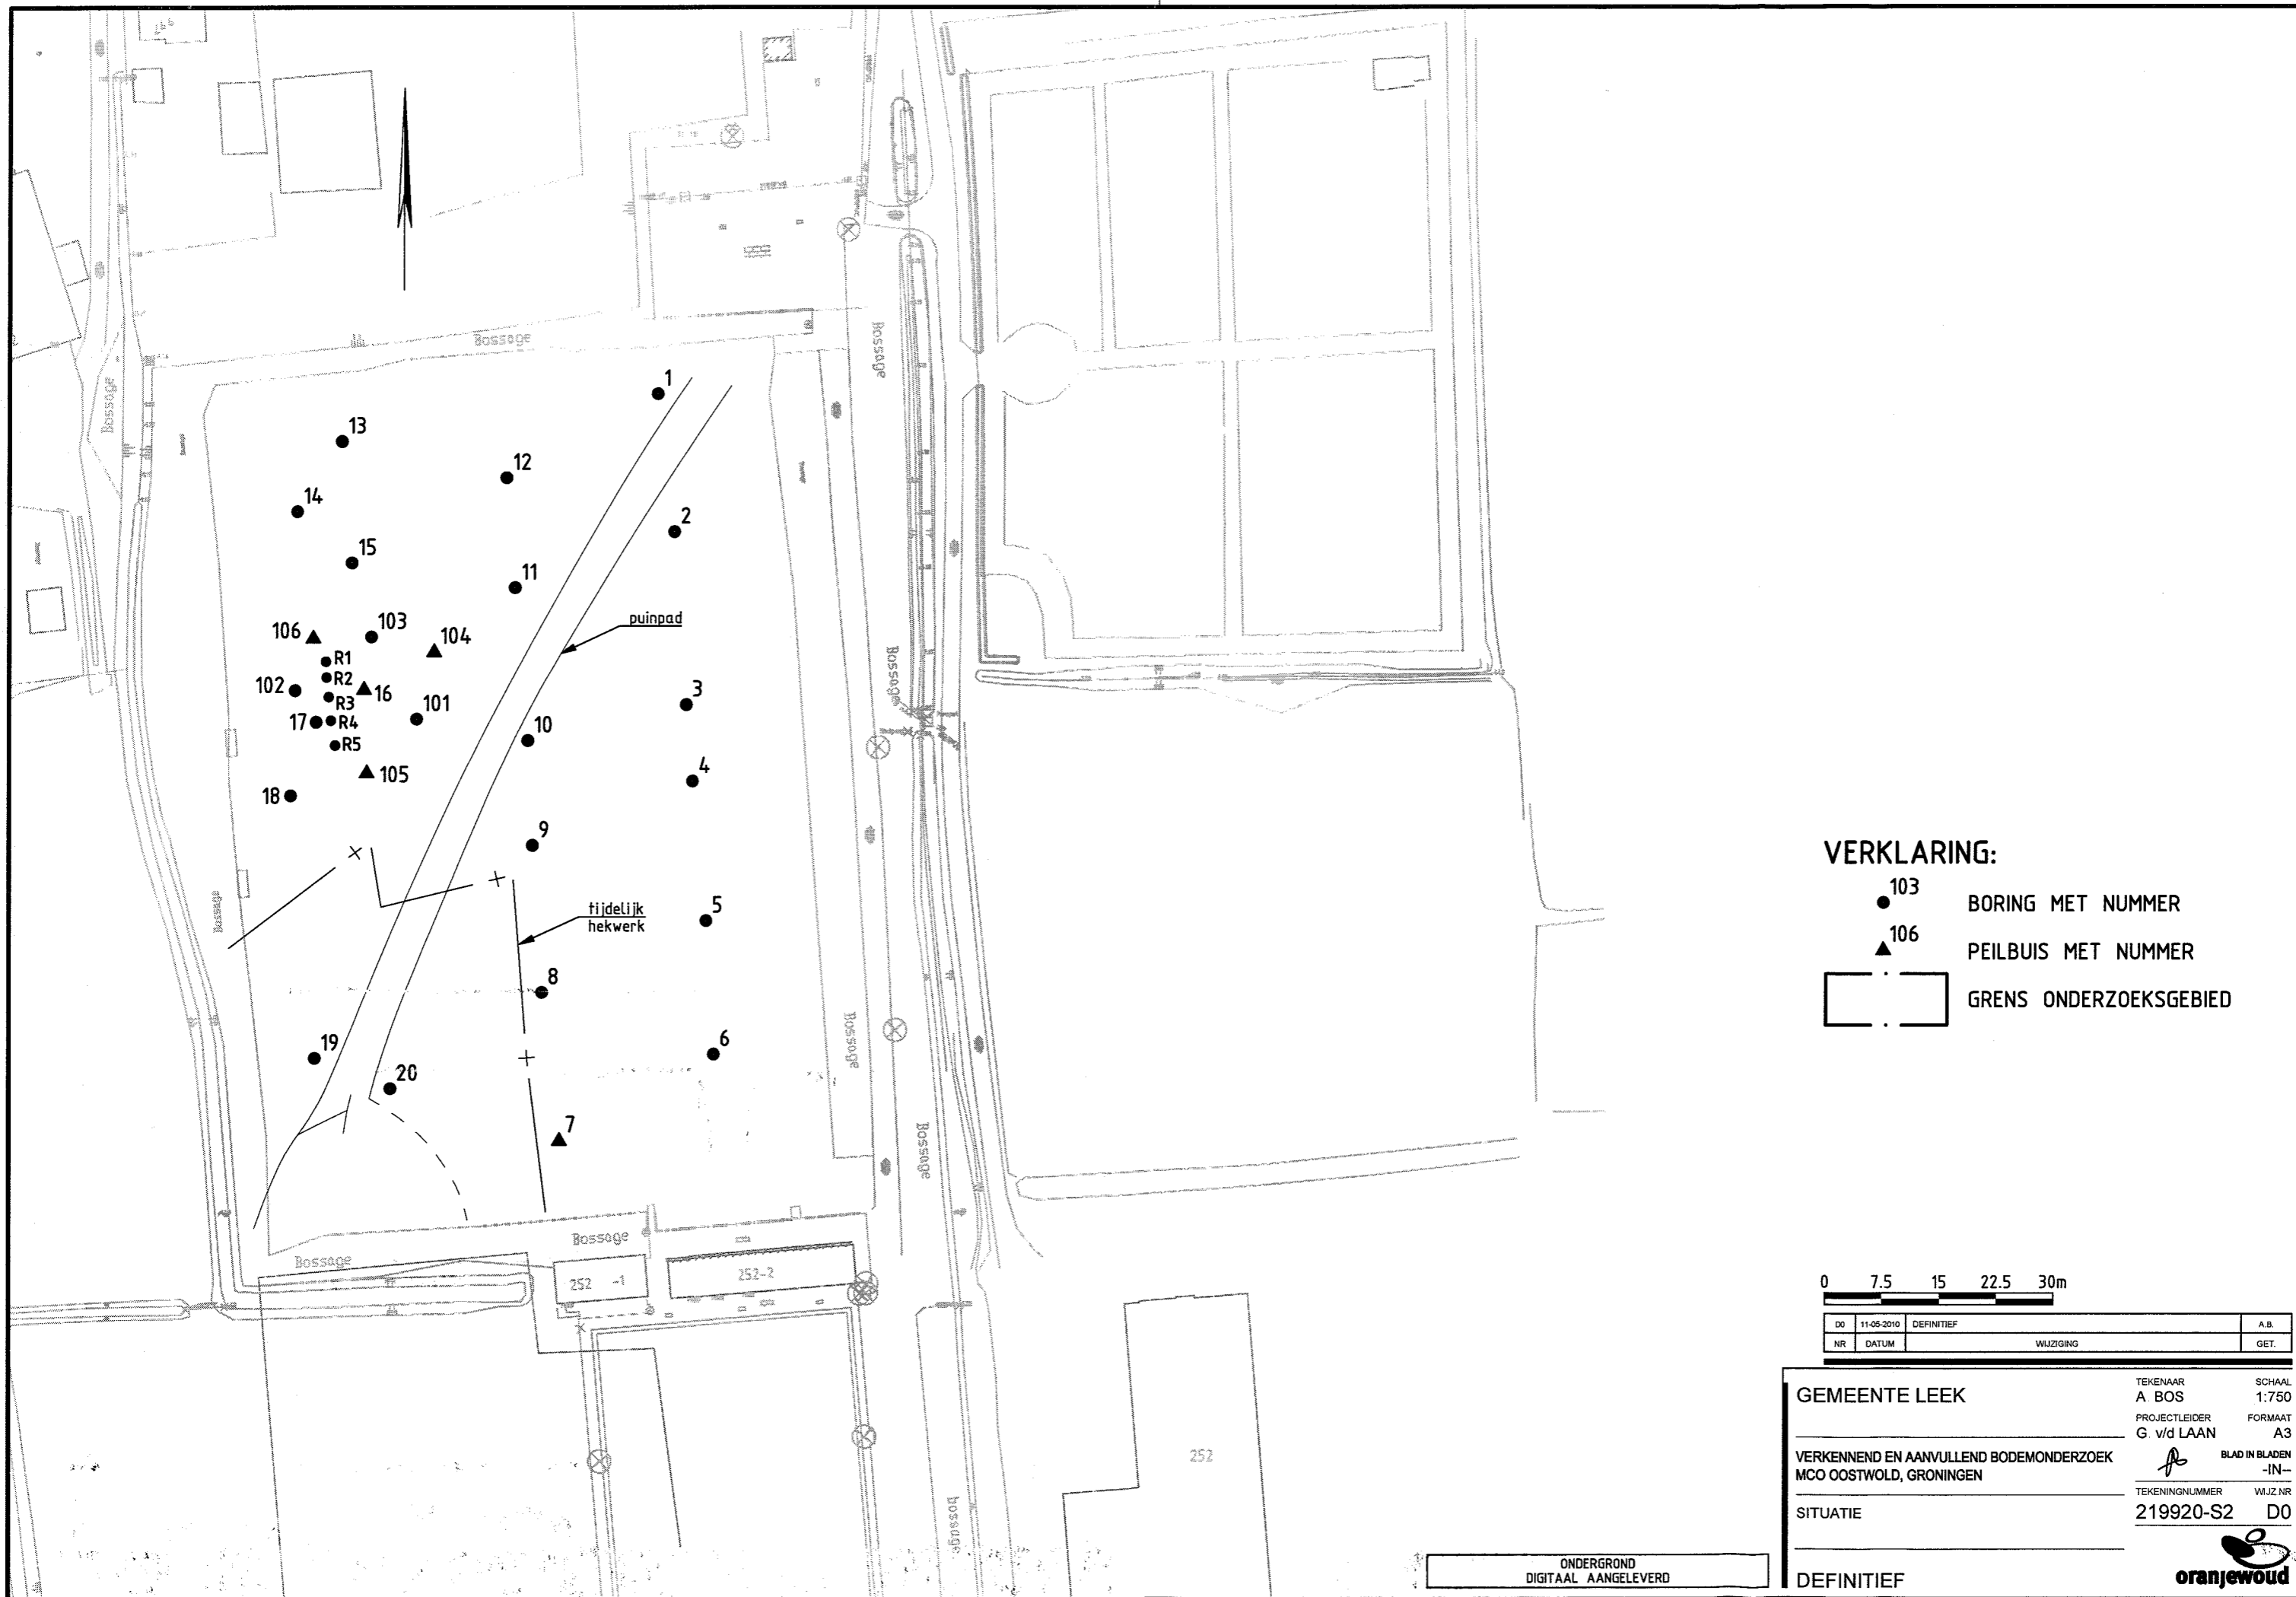 Bossage
Bossage
Bossage
1
13
12
14
2
15
11
puinpad
106
103
104
R1
R2
102
16
R3
3
17
R4
101
R5
10
105
4
18
9
Bossage
tijdelijk
hekwerk
5
Bossage
8
Bossage
19
6
20
7
Bossage
Bossage
Bossage
252 -1
252-2
252
bossage
VERKLARING:
103
BORING MET NUMMER
106
PEILBUIS MET NUMMER
GRENS ONDERZOEKSGEBIED
0 7.5 15 22.5 30m
D0 11-05-2010 DEFINITIEF A.B.
NR DATUM WIJZIGING GET.
GEMEENTE LEEK
TEKENAAR SCHAAL
A. BOS 1:750
PROJECTLEIDER FORMAAT
G. v/d LAAN A3
VERKENNEND EN AANVULLEND BODEMONDERZOEK
MCO OOSTWOLD, GRONINGEN
BLAD IN BLADEN
-IN--
TEKENINGNUMMER WIJZ.NR
SITUATIE
219920-S2 D0
DEFINITIEF
oranjewoud
ONDERGROND
DIGITAAL AANGELEVERD